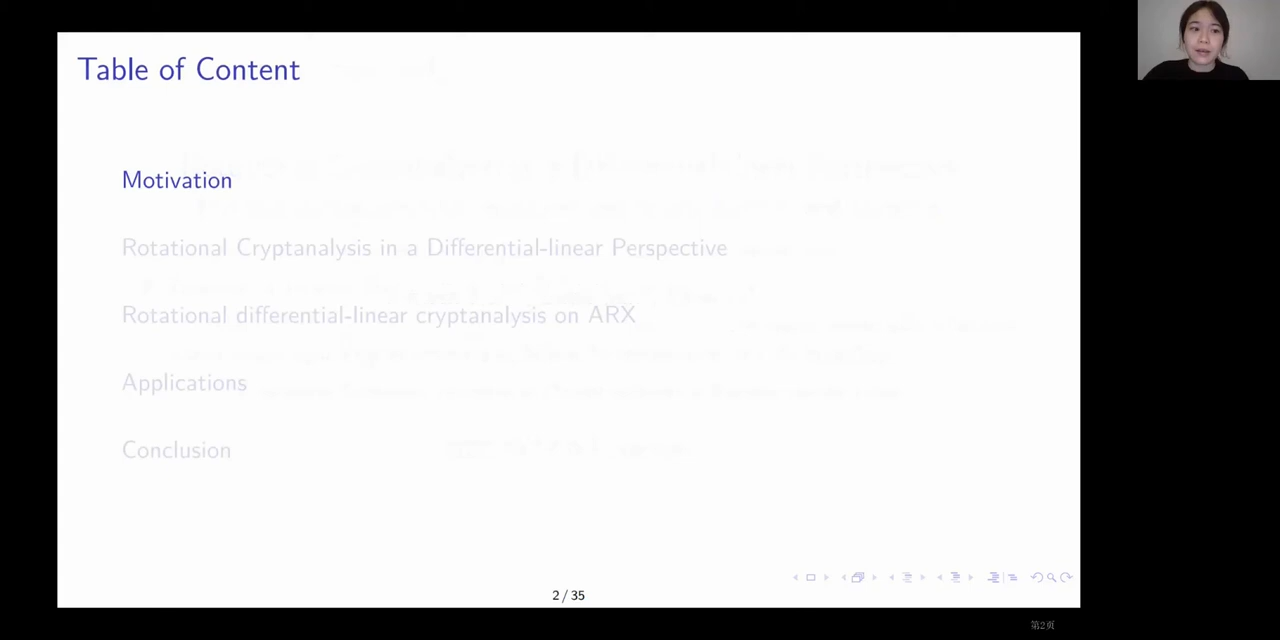 Table of Content
Motivation
Rotational Cryptanalysis in a Differential-linear Perspective
Rotational differential-linear cryptanalysis on ARX
Applications
Conclusion
2 / 35
第2页